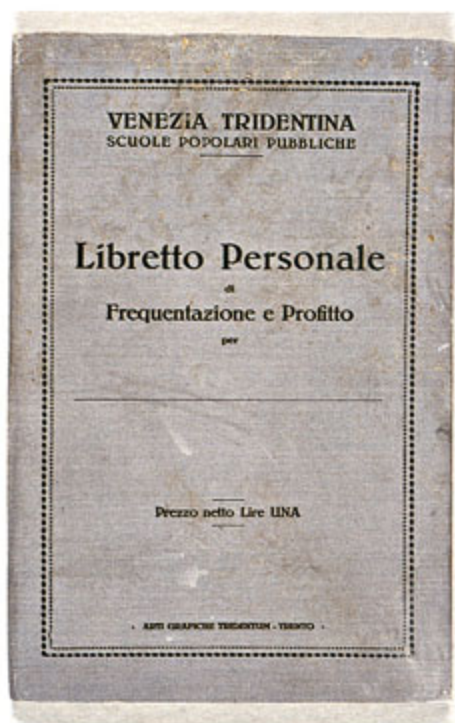 VENEZIA TRIDENTINA
SCUOLE POPOLARI PUBBLICHE
Libretto Personale
di
Frequentazione e Profitto
per
Prezzo netto Lire UNA
ARTI GRAFICHE TRIDENTUM - TRENTO